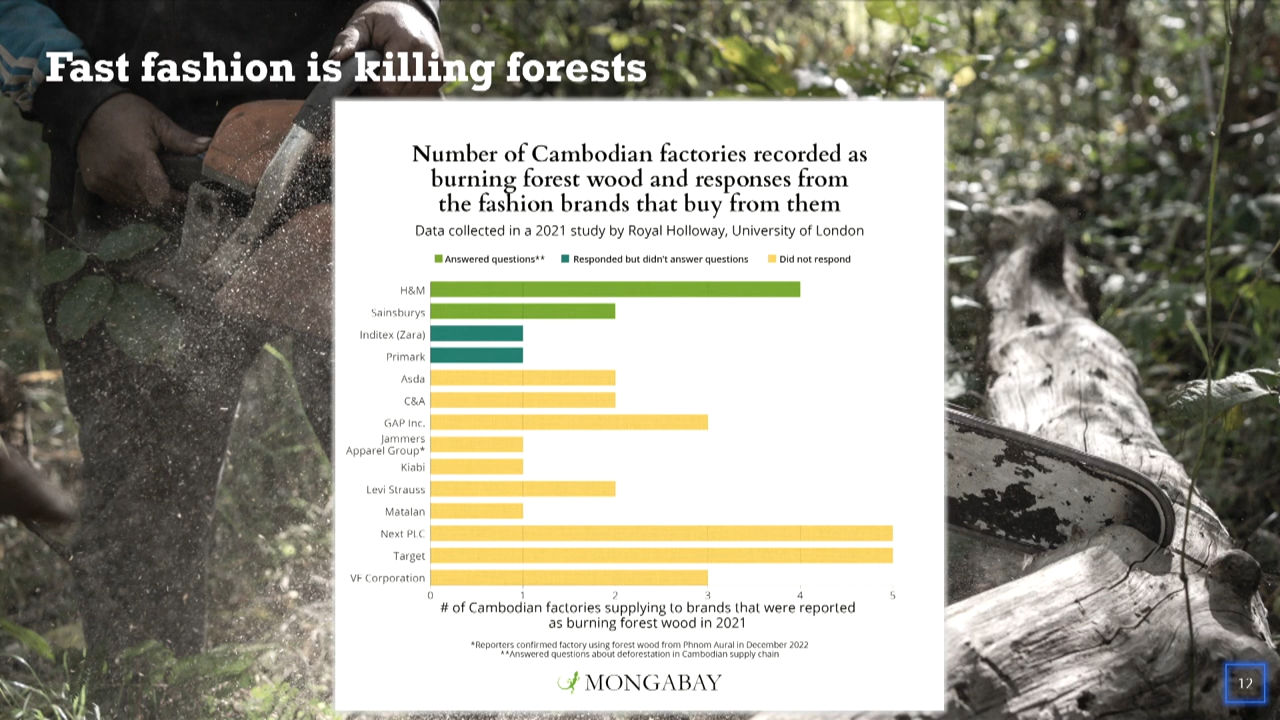 Fast fashion is killing forests
Number of Cambodian factories recorded as
burning forest wood and responses from
the fashion brands that buy from them
Data collected in a 2021 study by Royal Holloway, University of London
Answered questions** Responded but didn't answer questions Did not respond
H&M
Sainsburys
Inditex (Zara)
Primark
Asda
C&A
GAP Inc.
Jammers
Apparel Group*
Kiabi
Levi Strauss
Matalan
Next PLC
Target
VF Corporation
0 1 2 3 4 5
# of Cambodian factories supplying to brands that were reported
as burning forest wood in 2021
*Reporters confirmed factory using forest wood from Phnom Aural in December 2022
**Answered questions about deforestation in Cambodian supply chain
MONGABAY
12